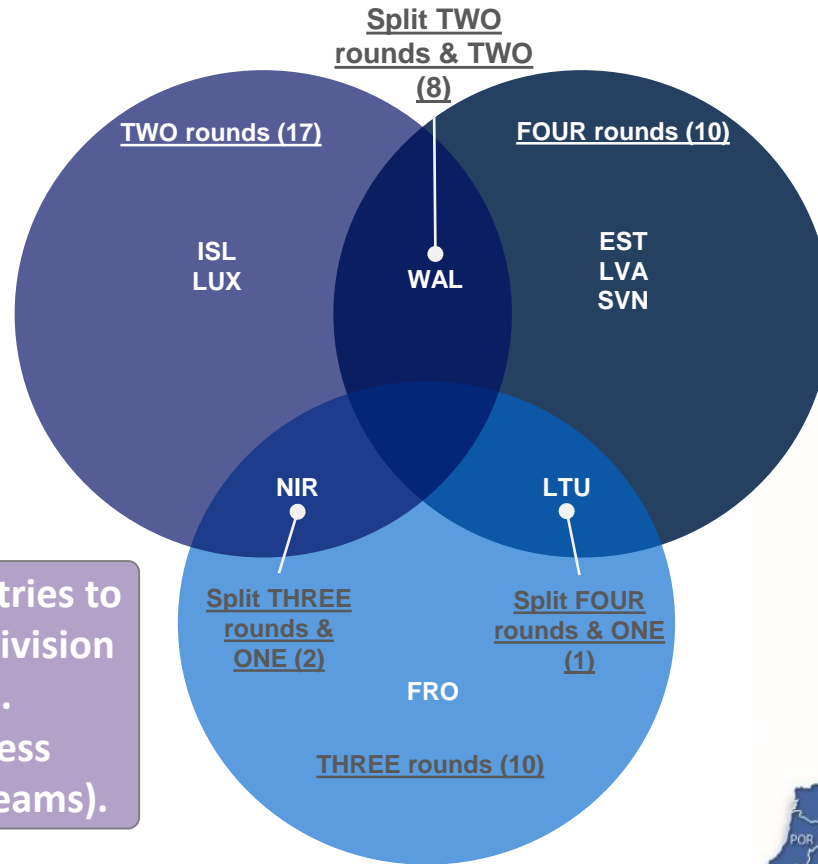 Split TWO
rounds & TWO
(8)
TWO rounds (17)
FOUR rounds (10)
ISL
LUX
WAL
EST
LVA
SVN
NIR
LTU
Split THREE
rounds &
ONE (2)
Split FOUR
rounds & ONE
(1)
FRO
THREE rounds (10)
tries to
ivision
.
ess
eams).
POR